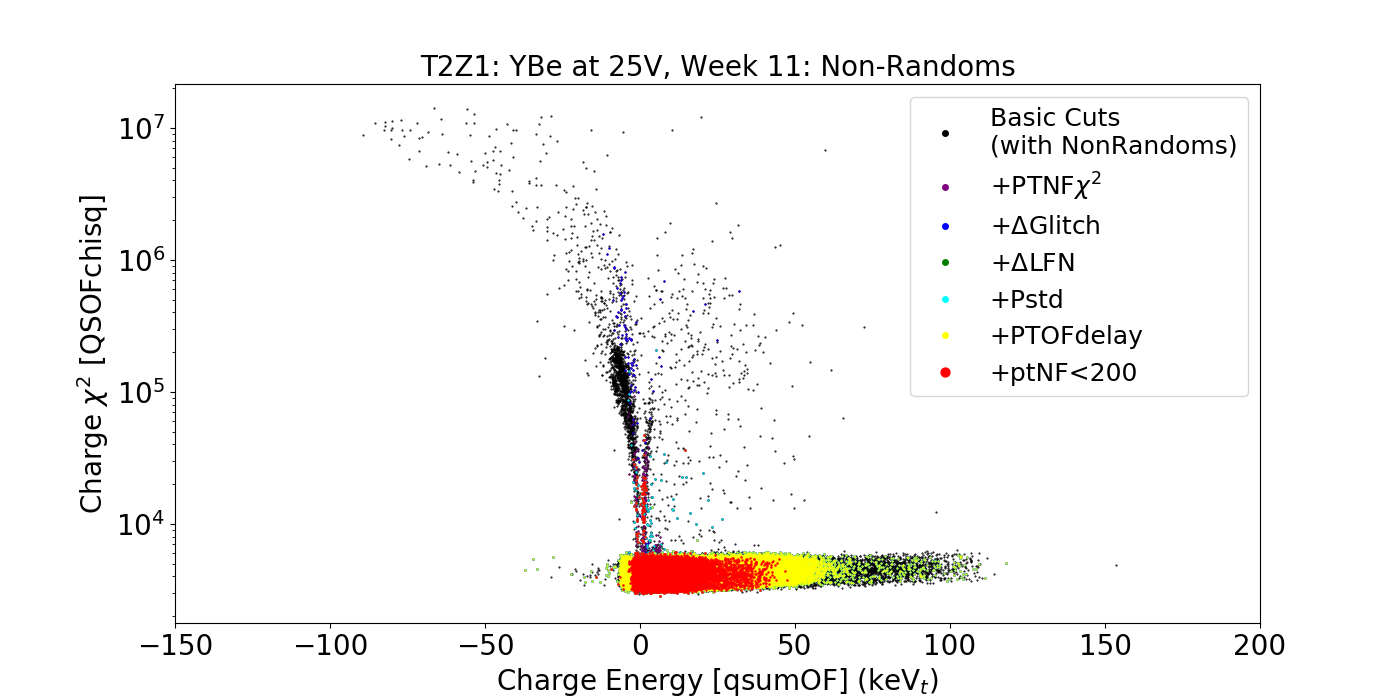 T2Z1: YBe at 25V, Week 11: Non-Randoms
Charge χ² [QSOFchisq]
10⁷
10⁶
10⁵
10⁴
Basic Cuts
(with NonRandoms)
+PTNFχ²
+ΔGlitch
+ΔLFN
+Pstd
+PTOFdelay
+ptNF<200
−150 −100 −50 0 50 100 150 200
Charge Energy [qsumOF] (keVₜ)